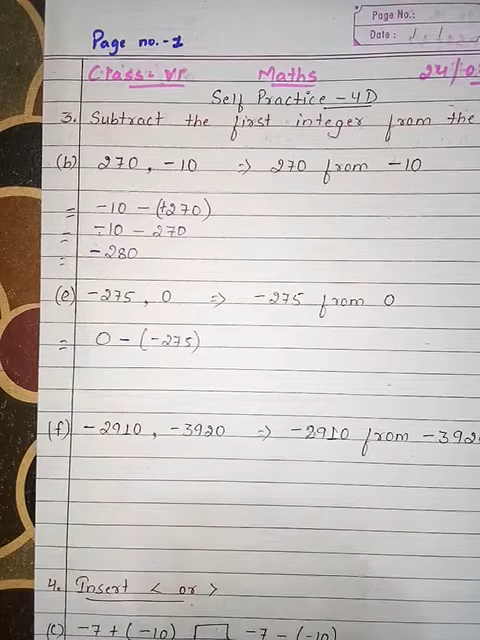 Page No.:
Page no.-1
Date:
Class: VI Maths 24/0
Self Practice - 4D
3. Subtract the first integer from the
(b) 270, -10 ⇒ 270 from -10
= -10 - (+270)
= -10 - 270
= -280
(e) -275, 0 ⇒ -275 from 0
= 0 - (-275)
(f) -2910, -3920 ⇒ -2910 from -392
4. Insert < or >
(c) -7 + (-10) □ -7 - (-10)